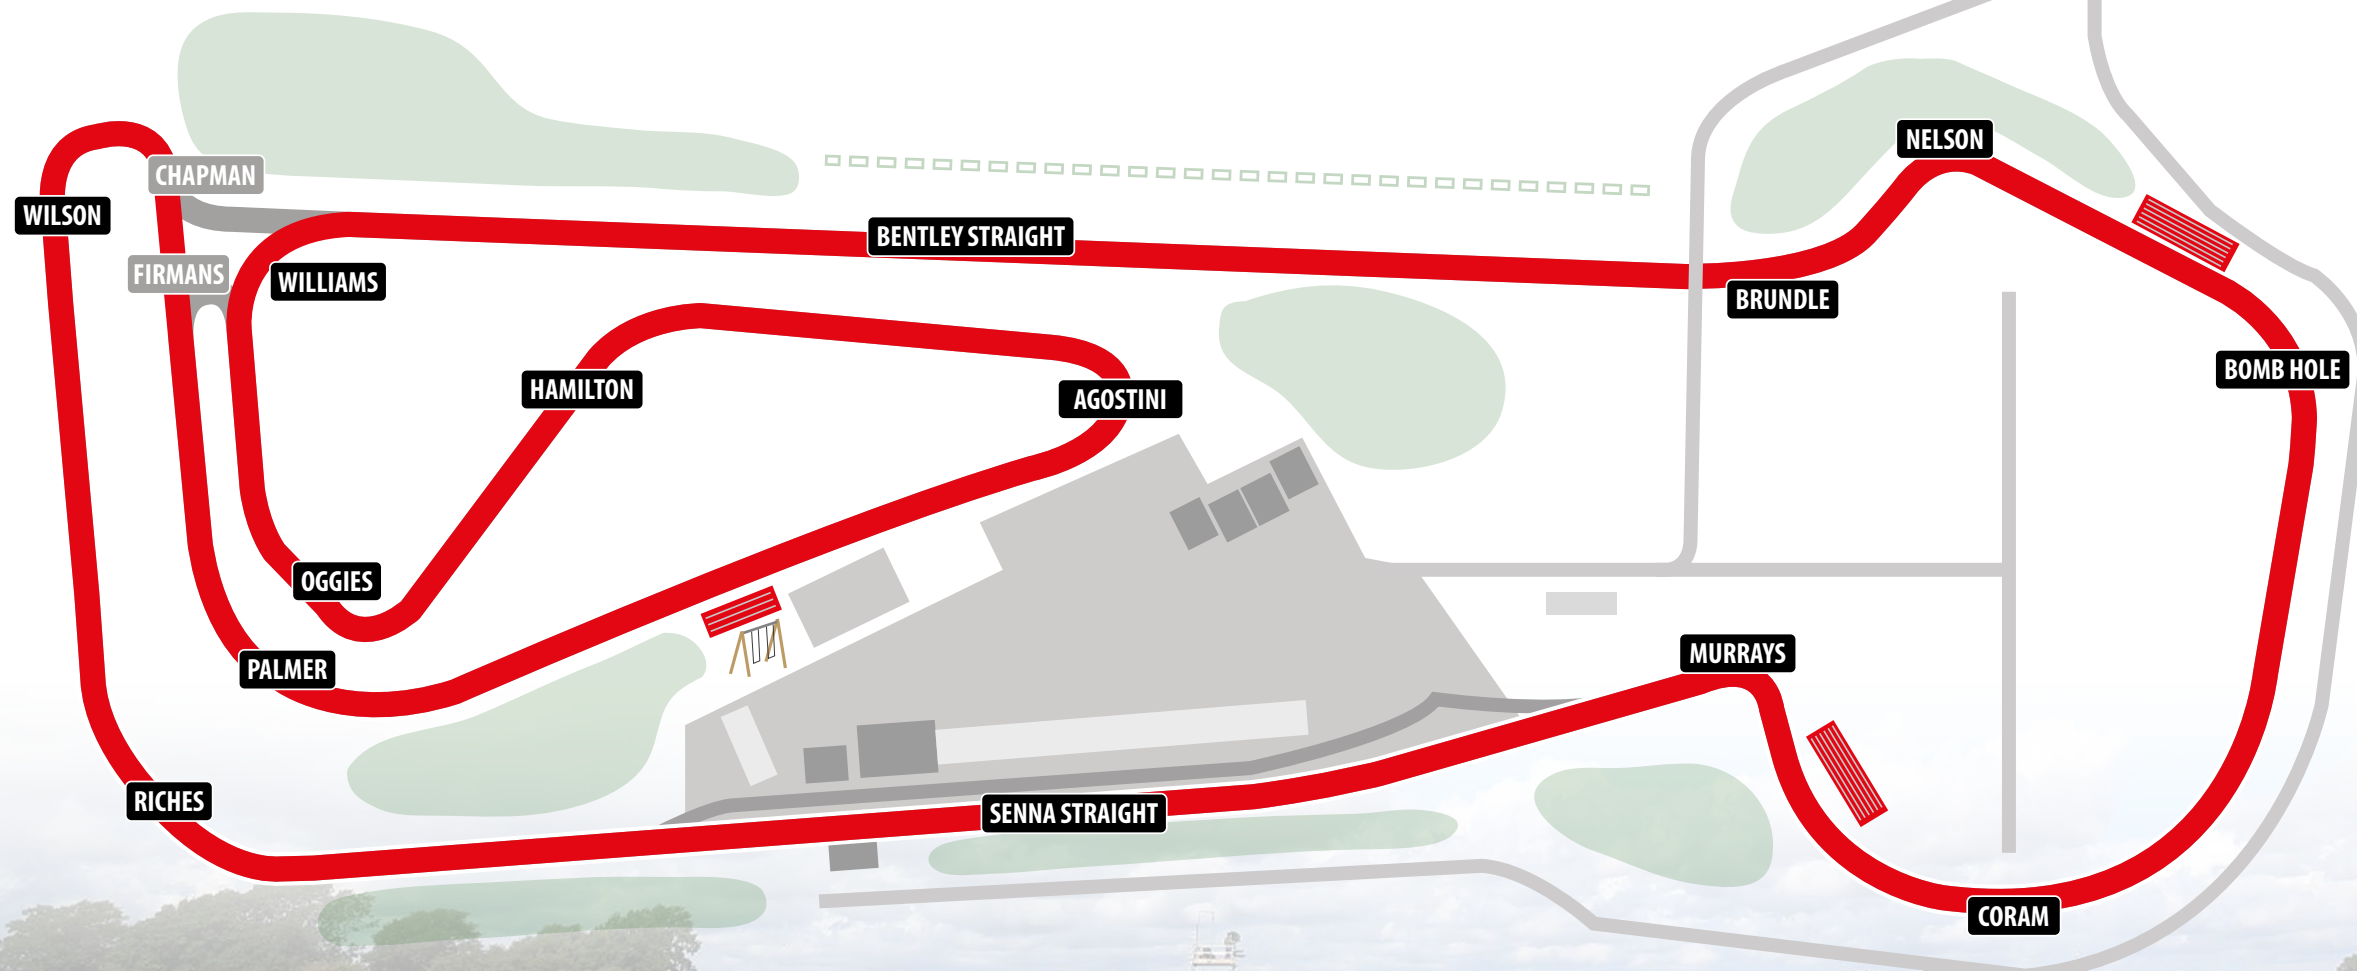 NELSON
CHAPMAN
WILSON
BENTLEY STRAIGHT
FIRMANS
WILLIAMS
BRUNDLE
BOMB HOLE
HAMILTON
AGOSTINI
OGGIES
MURRAYS
PALMER
RICHES
SENNA STRAIGHT
CORAM